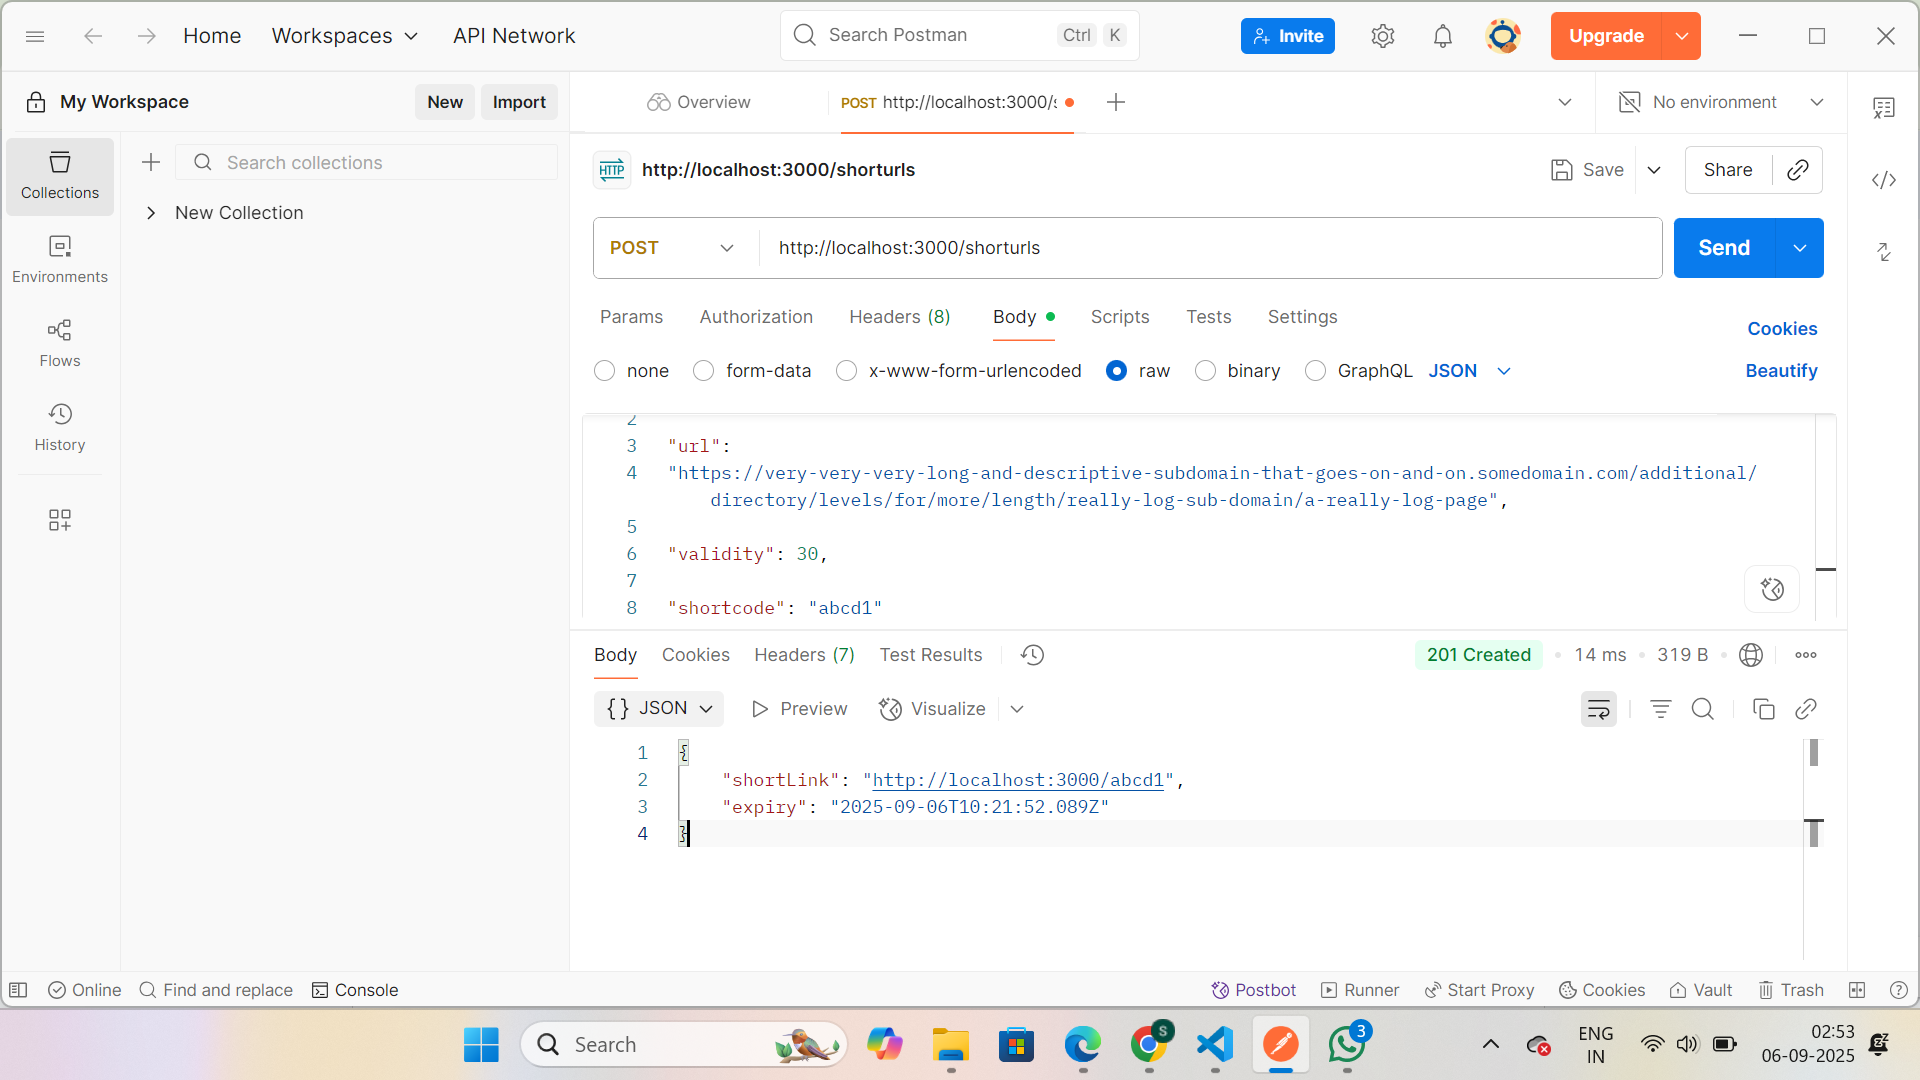 Home Workspaces API Network Search Postman Ctrl K Invite Upgrade
My Workspace New Import Overview POST http://localhost:3000/s No environment
Collections
Search collections
New Collection
Environments
Flows
History
HTTP http://localhost:3000/shorturls Save Share
POST http://localhost:3000/shorturls Send
Params Authorization Headers (8) Body Scripts Tests Settings Cookies
none form-data x-www-form-urlencoded raw binary GraphQL JSON Beautify
2
3 "url":
4 "https://very-very-very-long-and-descriptive-subdomain-that-goes-on-and-on.somedomain.com/additional/
directory/levels/for/more/length/really-log-sub-domain/a-really-log-page",
5
6 "validity": 30,
7
8 "shortcode": "abcd1"
Body Cookies Headers (7) Test Results 201 Created • 14 ms • 319 B
{} JSON Preview Visualize
1 {
2 "shortLink": "http://localhost:3000/abcd1",
3 "expiry": "2025-09-06T10:21:52.089Z"
4 }
Online Find and replace Console Postbot Runner Start Proxy Cookies Vault Trash
Search S 3 ENG
IN
02:53
06-09-2025